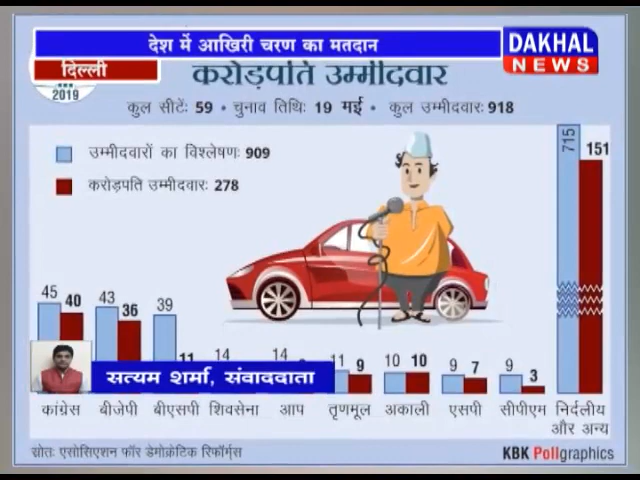 देश में आखिरी चरण का मतदान
DAKHAL
NEWS
दिल्ली
2019
करोड़पति उम्मीदवार
कुल सीटें: 59 • चुनाव तिथि: 19 मई • कुल उम्मीदवार: 918
उम्मीदवारों का विश्लेषण: 909
करोड़पति उम्मीदवार: 278
715
151
45 40 43 36 39 11 14 14 11 9 10 10 9 7 9 3
सत्यम शर्मा, संवाददाता
कांग्रेस बीजेपी बीएसपी शिवसेना आप तृणमूल अकाली एसपी सीपीएम निर्दलीय
और अन्य
स्रोत: एसोसिएशन फॉर डेमोक्रेटिक रिफॉर्म्स
KBK Pollgraphics